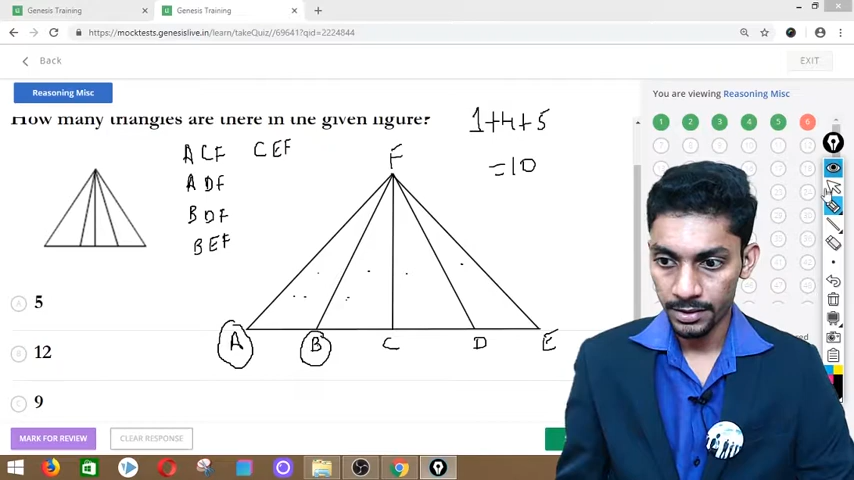 Genesis Training
Genesis Training
https://mocktests.genesislive.in/learn/takeQuiz//69641?qid=2224844
Back
EXIT
Reasoning Misc
You are viewing Reasoning Misc
How many triangles are there in the given figure?
1+4+5
=10
ACF
CEF
ADF
BDF
BEF
F
A
B
C
D
E
1
2
3
4
5
6
A
5
B
12
C
9
MARK FOR REVIEW
CLEAR RESPONSE